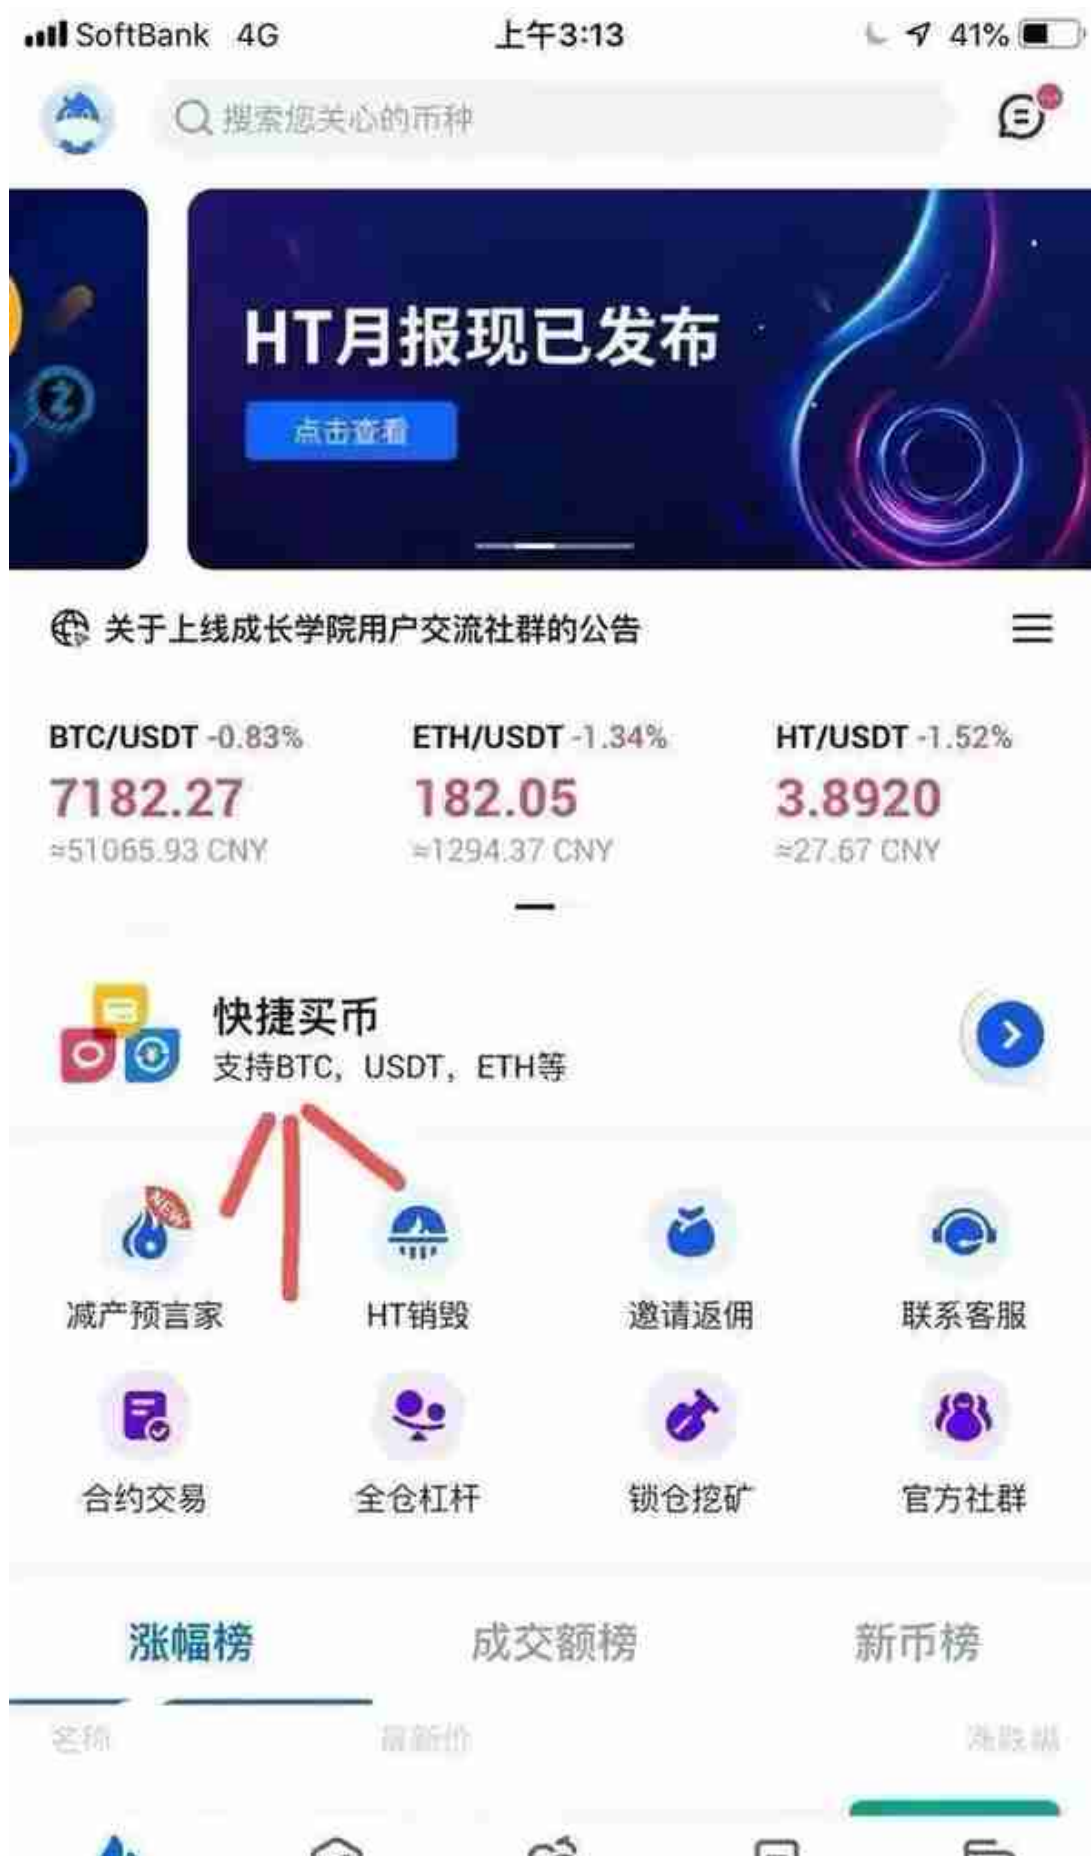 SoftBank 4G 上午3:13 41%
搜索您关心的币种
HT月报现已发布
点击查看
关于上线成长学院用户交流社群的公告
BTC/USDT -0.83% ETH/USDT -1.34% HT/USDT -1.52%
7182.27 182.05 3.8920
≈51065.93 CNY ≈1294.37 CNY ≈27.67 CNY
快捷买币
支持BTC，USDT，ETH等
NEW
减产预言家 HT销毁 邀请返佣 联系客服
合约交易 全仓杠杆 锁仓挖矿 官方社群
涨幅榜 成交额榜 新币榜
名称 最新价